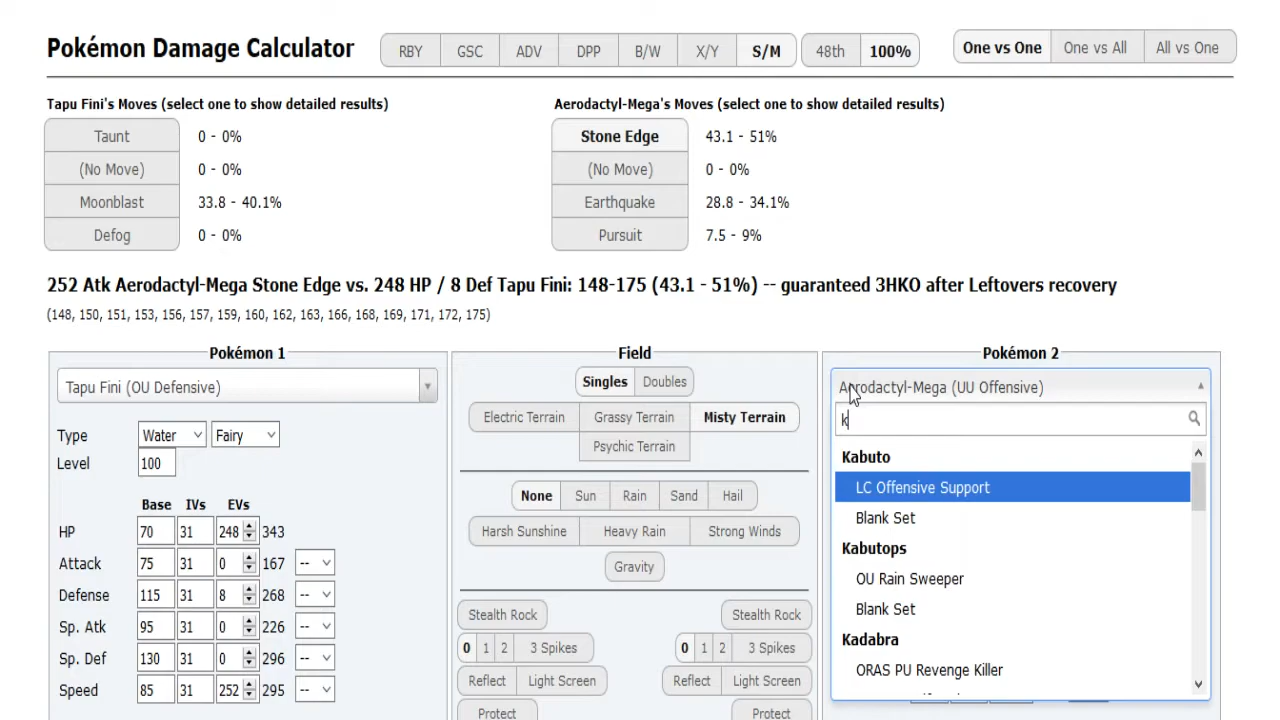 Pokémon Damage Calculator
RBY GSC ADV DPP B/W X/Y S/M 48th 100% One vs One One vs All All vs One
Tapu Fini's Moves (select one to show detailed results) Aerodactyl-Mega's Moves (select one to show detailed results)
Taunt 0 - 0% Stone Edge 43.1 - 51%
(No Move) 0 - 0% (No Move) 0 - 0%
Moonblast 33.8 - 40.1% Earthquake 28.8 - 34.1%
Defog 0 - 0% Pursuit 7.5 - 9%
252 Atk Aerodactyl-Mega Stone Edge vs. 248 HP / 8 Def Tapu Fini: 148-175 (43.1 - 51%) -- guaranteed 3HKO after Leftovers recovery
(148, 150, 151, 153, 156, 157, 159, 160, 162, 163, 166, 168, 169, 171, 172, 175)
Pokémon 1
Tapu Fini (OU Defensive)
Type Water Fairy
Level 100
Base IVs EVs
HP 70 31 248 343
Attack 75 31 0 167 --
Defense 115 31 8 268 --
Sp. Atk 95 31 0 226 --
Sp. Def 130 31 0 296 --
Speed 85 31 252 295 --
Field
Singles Doubles
Electric Terrain Grassy Terrain Misty Terrain
Psychic Terrain
None Sun Rain Sand Hail
Harsh Sunshine Heavy Rain Strong Winds
Gravity
Stealth Rock Stealth Rock
0 1 2 3 Spikes 0 1 2 3 Spikes
Reflect Light Screen Reflect Light Screen
Protect Protect
Pokémon 2
Aerodactyl-Mega (UU Offensive)
k
Kabuto
LC Offensive Support
Blank Set
Kabutops
OU Rain Sweeper
Blank Set
Kadabra
ORAS PU Revenge Killer